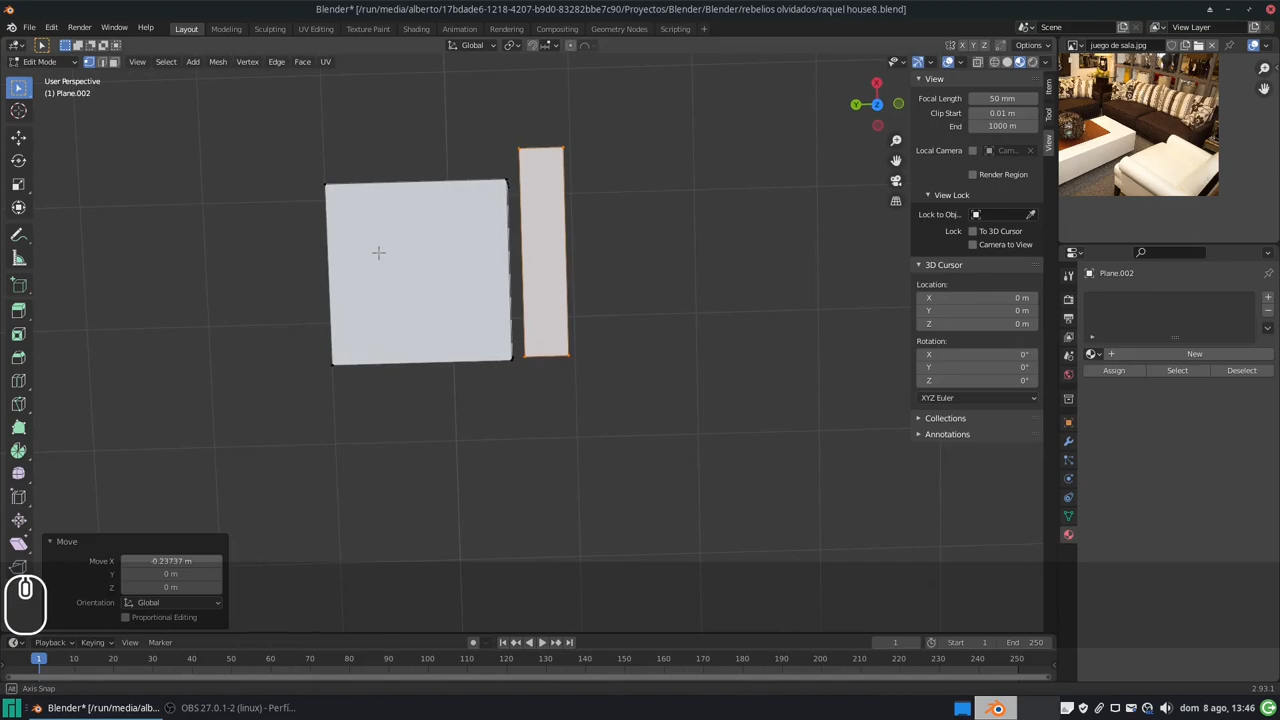 Blender* [/run/media/alberto/17bdade6-1218-4207-b9d0-83282bbe7c90/Proyectos/Blender/Blender/rebelios olvidados/raquel house8.blend]
File Edit Render Window Help Layout Modeling Sculpting UV Editing Texture Paint Shading Animation Rendering Compositing Geometry Nodes Scripting Scene View Layer
Global X Y Z Options juego de sala.jpg
Edit Mode View Select Add Mesh Vertex Edge Face UV
User Perspective
(1) Plane.002
View
Focal Length 50 mm
Clip Start 0.01 m
End 1000 m
Local Camera Cam...
Render Region
View Lock
Lock to Obj...
Lock: To 3D Cursor
Camera to View
3D Cursor
Location:
X 0 m
Y 0 m
Z 0 m
Rotation:
X 0°
Y 0°
Z 0°
XYZ Euler
Collections
Annotations
Item
Tool
View
X
Y
Z
Plane.002
New
Assign Select Deselect
Move
Move X -0.23737 m
Y 0 m
Z 0 m
Orientation Global
Proportional Editing
Playback Keying View Marker 1 Start 1 End 250
1 10 20 30 40 50 60 70 80 90 100 110 120 130 140 150 160 170 180 190 200 210 220 230 240 250
Axis Snap 2.93.1
Blender* [/run/media/alb... OBS 27.0.1-2 (linux) - Perfi... dom 8 ago, 13:46